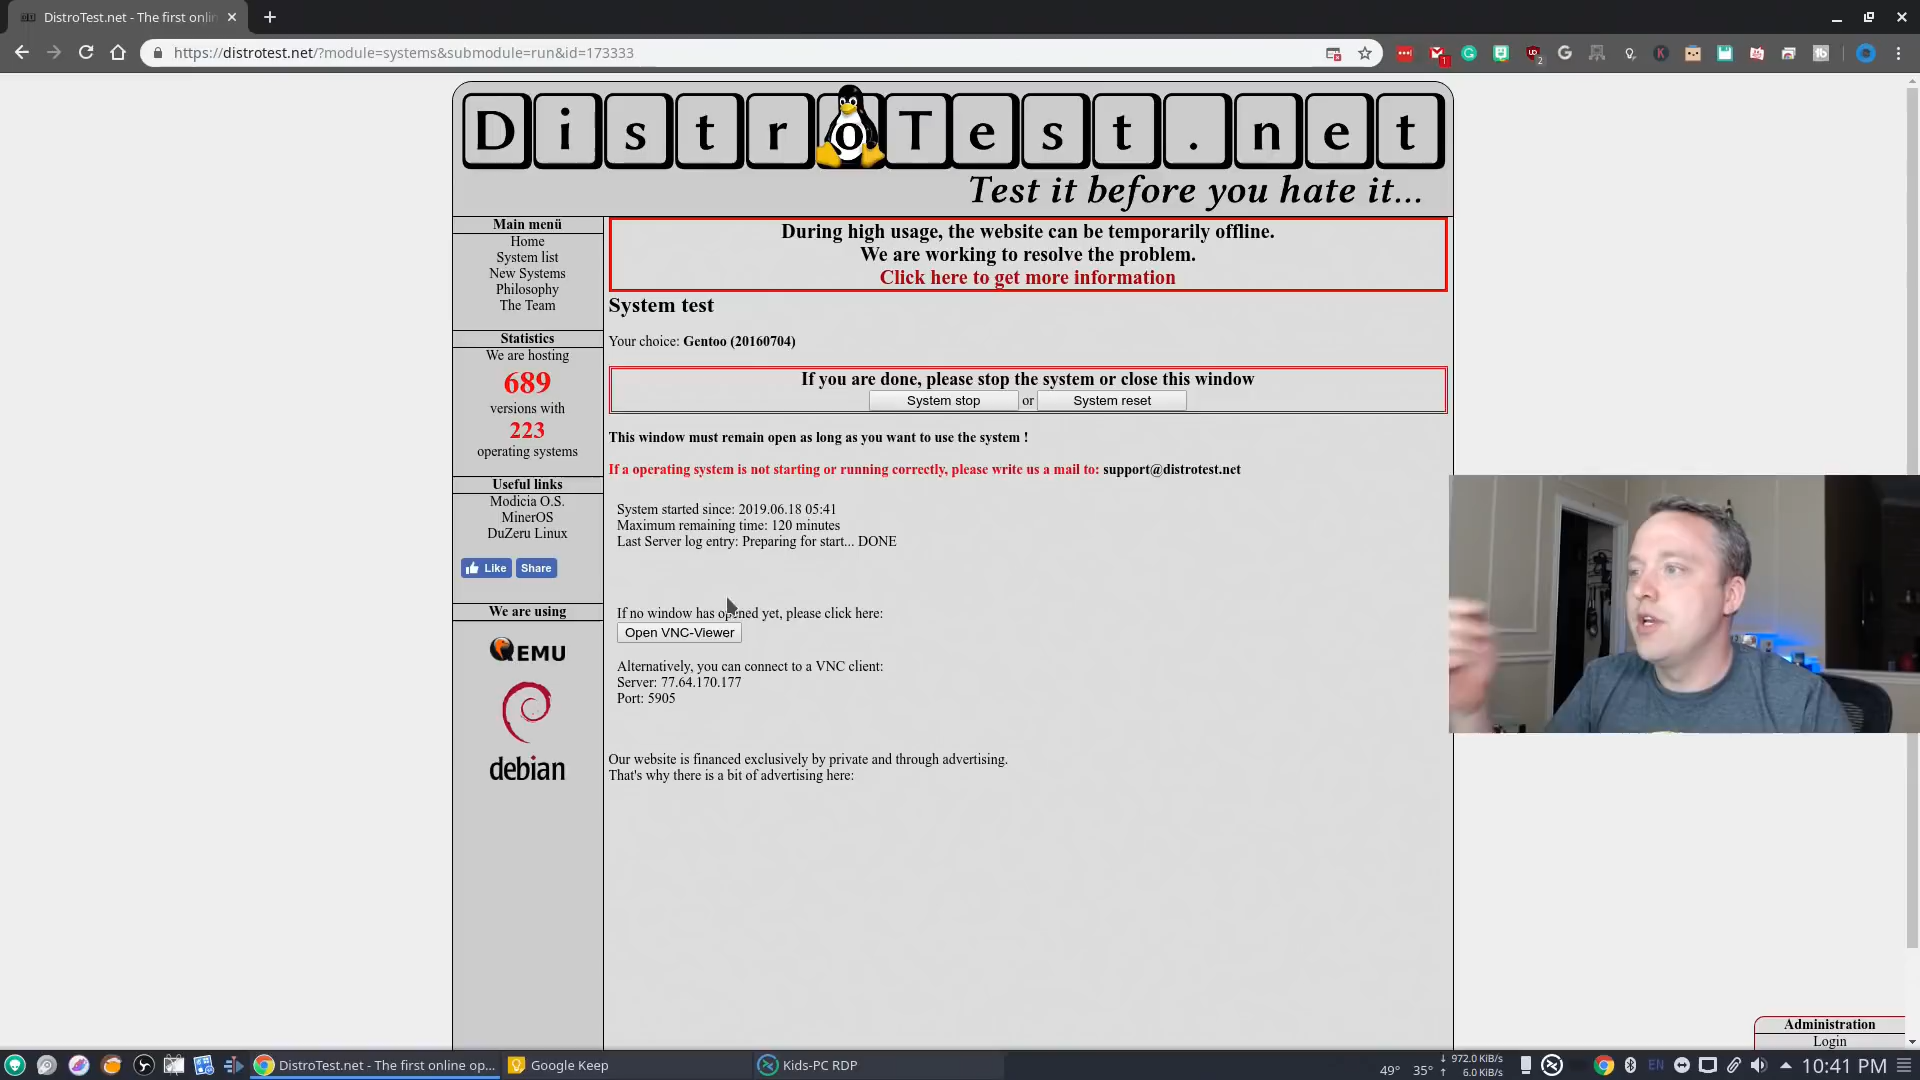 DistroTest.net - The first onlin
https://distrotest.net/?module=systems&submodule=run&id=173333
1
2
DistroTest.net
Test it before you hate it...
Main menü
Home
System list
New Systems
Philosophy
The Team
Statistics
We are hosting
689
versions with
223
operating systems
Useful links
Modicia O.S.
MinerOS
DuZeru Linux
Like
Share
We are using
QEMU
debian
During high usage, the website can be temporarily offline.
We are working to resolve the problem.
Click here to get more information
System test
Your choice: Gentoo (20160704)
If you are done, please stop the system or close this window
System stop or System reset
This window must remain open as long as you want to use the system !
If a operating system is not starting or running correctly, please write us a mail to: support@distrotest.net
System started since: 2019.06.18 05:41
Maximum remaining time: 120 minutes
Last Server log entry: Preparing for start... DONE
If no window has opened yet, please click here:
Open VNC-Viewer
Alternatively, you can connect to a VNC client:
Server: 77.64.170.177
Port: 5905
Our website is financed exclusively by private and through advertising.
That's why there is a bit of advertising here:
Administration
Login
DistroTest.net - The first online op...
Google Keep
Kids-PC RDP
49° 35°
↓ 972.0 KiB/s
↑ 6.0 KiB/s
EN
10:41 PM